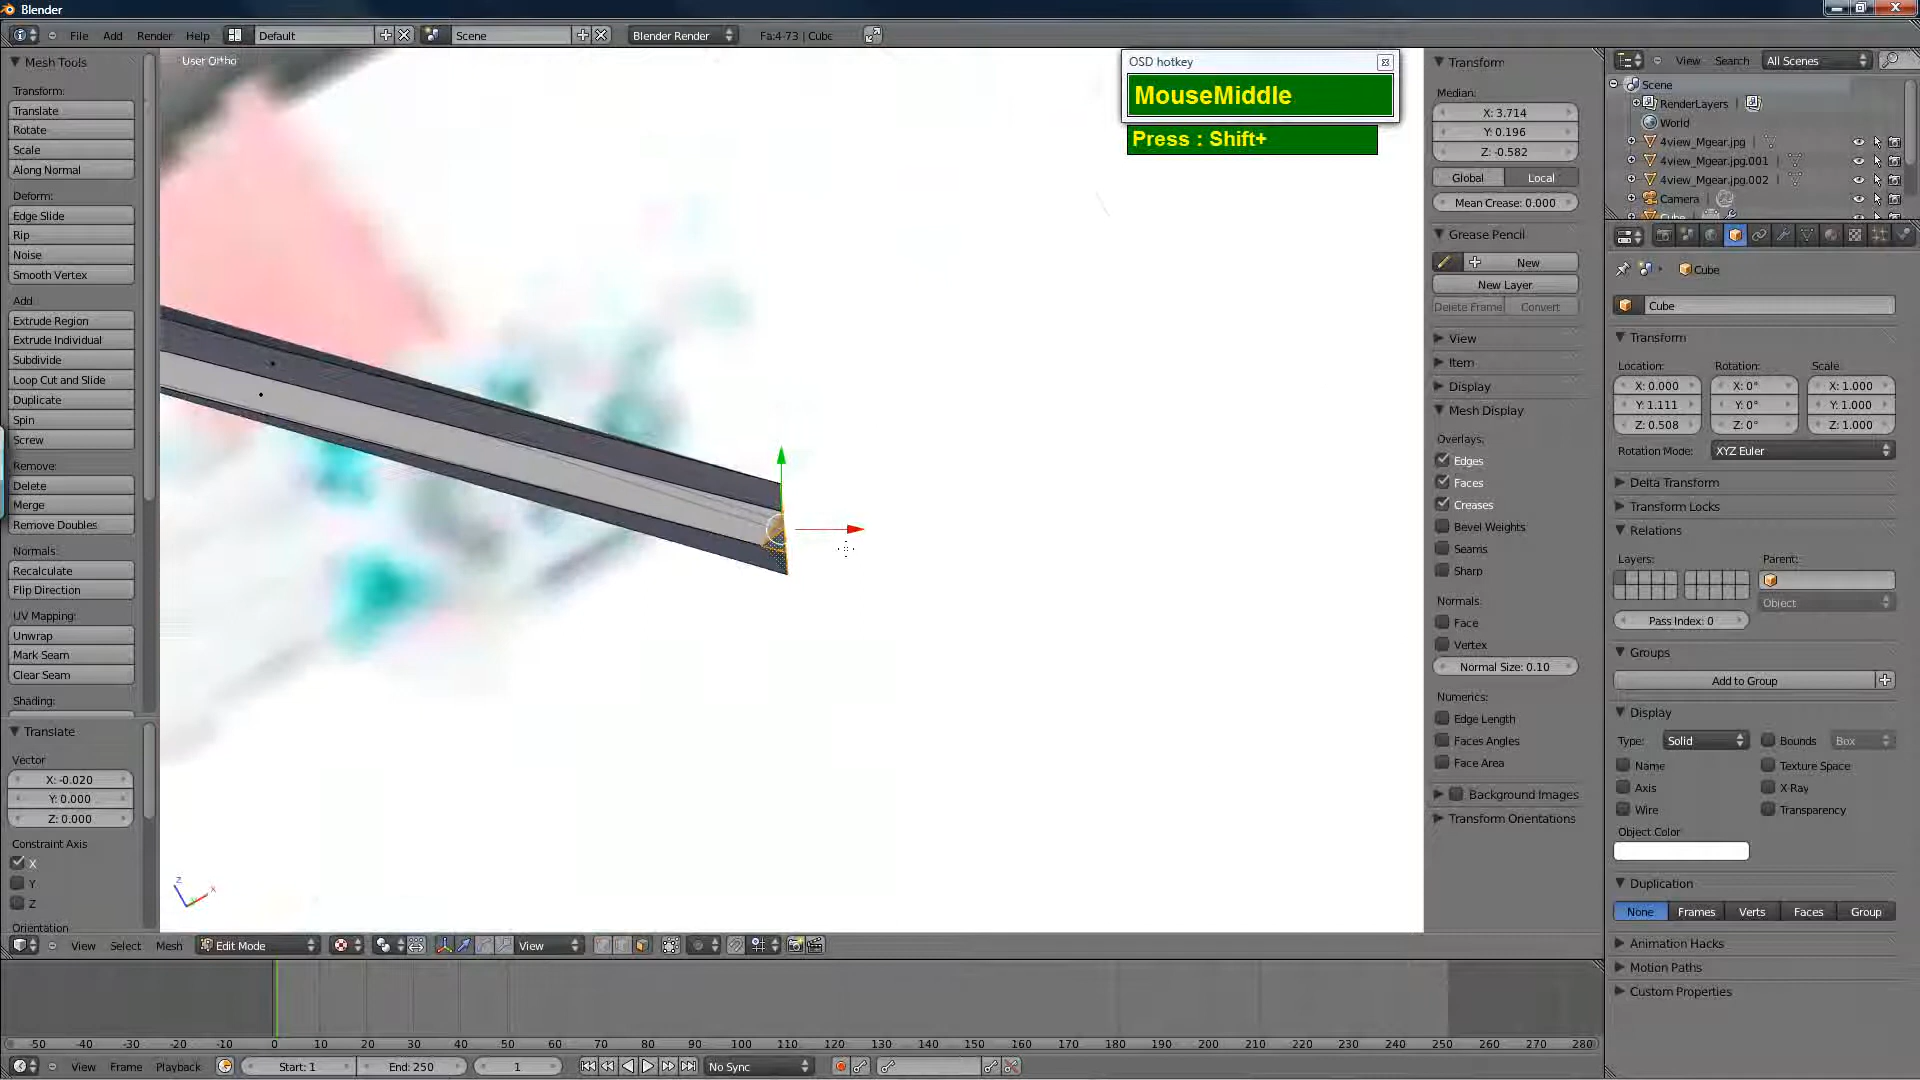 Blender
File Add Render Help Default Scene Blender Render Fa:4-73 | Cube
Mesh Tools
Transform:
Translate
Rotate
Scale
Along Normal
Deform:
Edge Slide
Rip
Noise
Smooth Vertex
Add
Extrude Region
Extrude Individual
Subdivide
Loop Cut and Slide
Duplicate
Spin
Screw
Remove:
Delete
Merge
Remove Doubles
Normals:
Recalculate
Flip Direction
UV Mapping:
Unwrap
Mark Seam
Clear Seam
Shading:
Translate
Vector
X: -0.020
Y: 0.000
Z: 0.000
Constraint Axis
X
Y
Z
Orientation
User Ortho
OSD hotkey
MouseMiddle
Press : Shift+
Z X
Transform
Median:
X: 3.714
Y: 0.196
Z: -0.582
Global Local
Mean Crease: 0.000
Grease Pencil
New
New Layer
Delete Frame Convert
View
Item
Display
Mesh Display
Overlays:
Edges
Faces
Creases
Bevel Weights
Seams
Sharp
Normals:
Face
Vertex
Normal Size: 0.10
Numerics:
Edge Length
Faces Angles
Face Area
Background Images
Transform Orientations
View Search All Scenes
Scene
RenderLayers
World
4view_Mgear.jpg
4view_Mgear.jpg.001
4view_Mgear.jpg.002
Camera
Cube
Cube
Cube
Transform
Location: Rotation: Scale:
X: 0.000 X: 0° X: 1.000
Y: 1.111 Y: 0° Y: 1.000
Z: 0.508 Z: 0° Z: 1.000
Rotation Mode: XYZ Euler
Delta Transform
Transform Locks
Relations
Layers: Parent:
Object
Pass Index: 0
Groups
Add to Group
Display
Type: Solid Bounds Box
Name Texture Space
Axis X-Ray
Wire Transparency
Object Color
Duplication
None Frames Verts Faces Group
Animation Hacks
Motion Paths
Custom Properties
View Select Mesh Edit Mode View
-50 -40 -30 -20 -10 0 10 20 30 40 50 60 70 80 90 100 110 120 130 140 150 160 170 180 190 200 210 220 230 240 250 260 270 280
View Frame Playback Start: 1 End: 250 1 No Sync